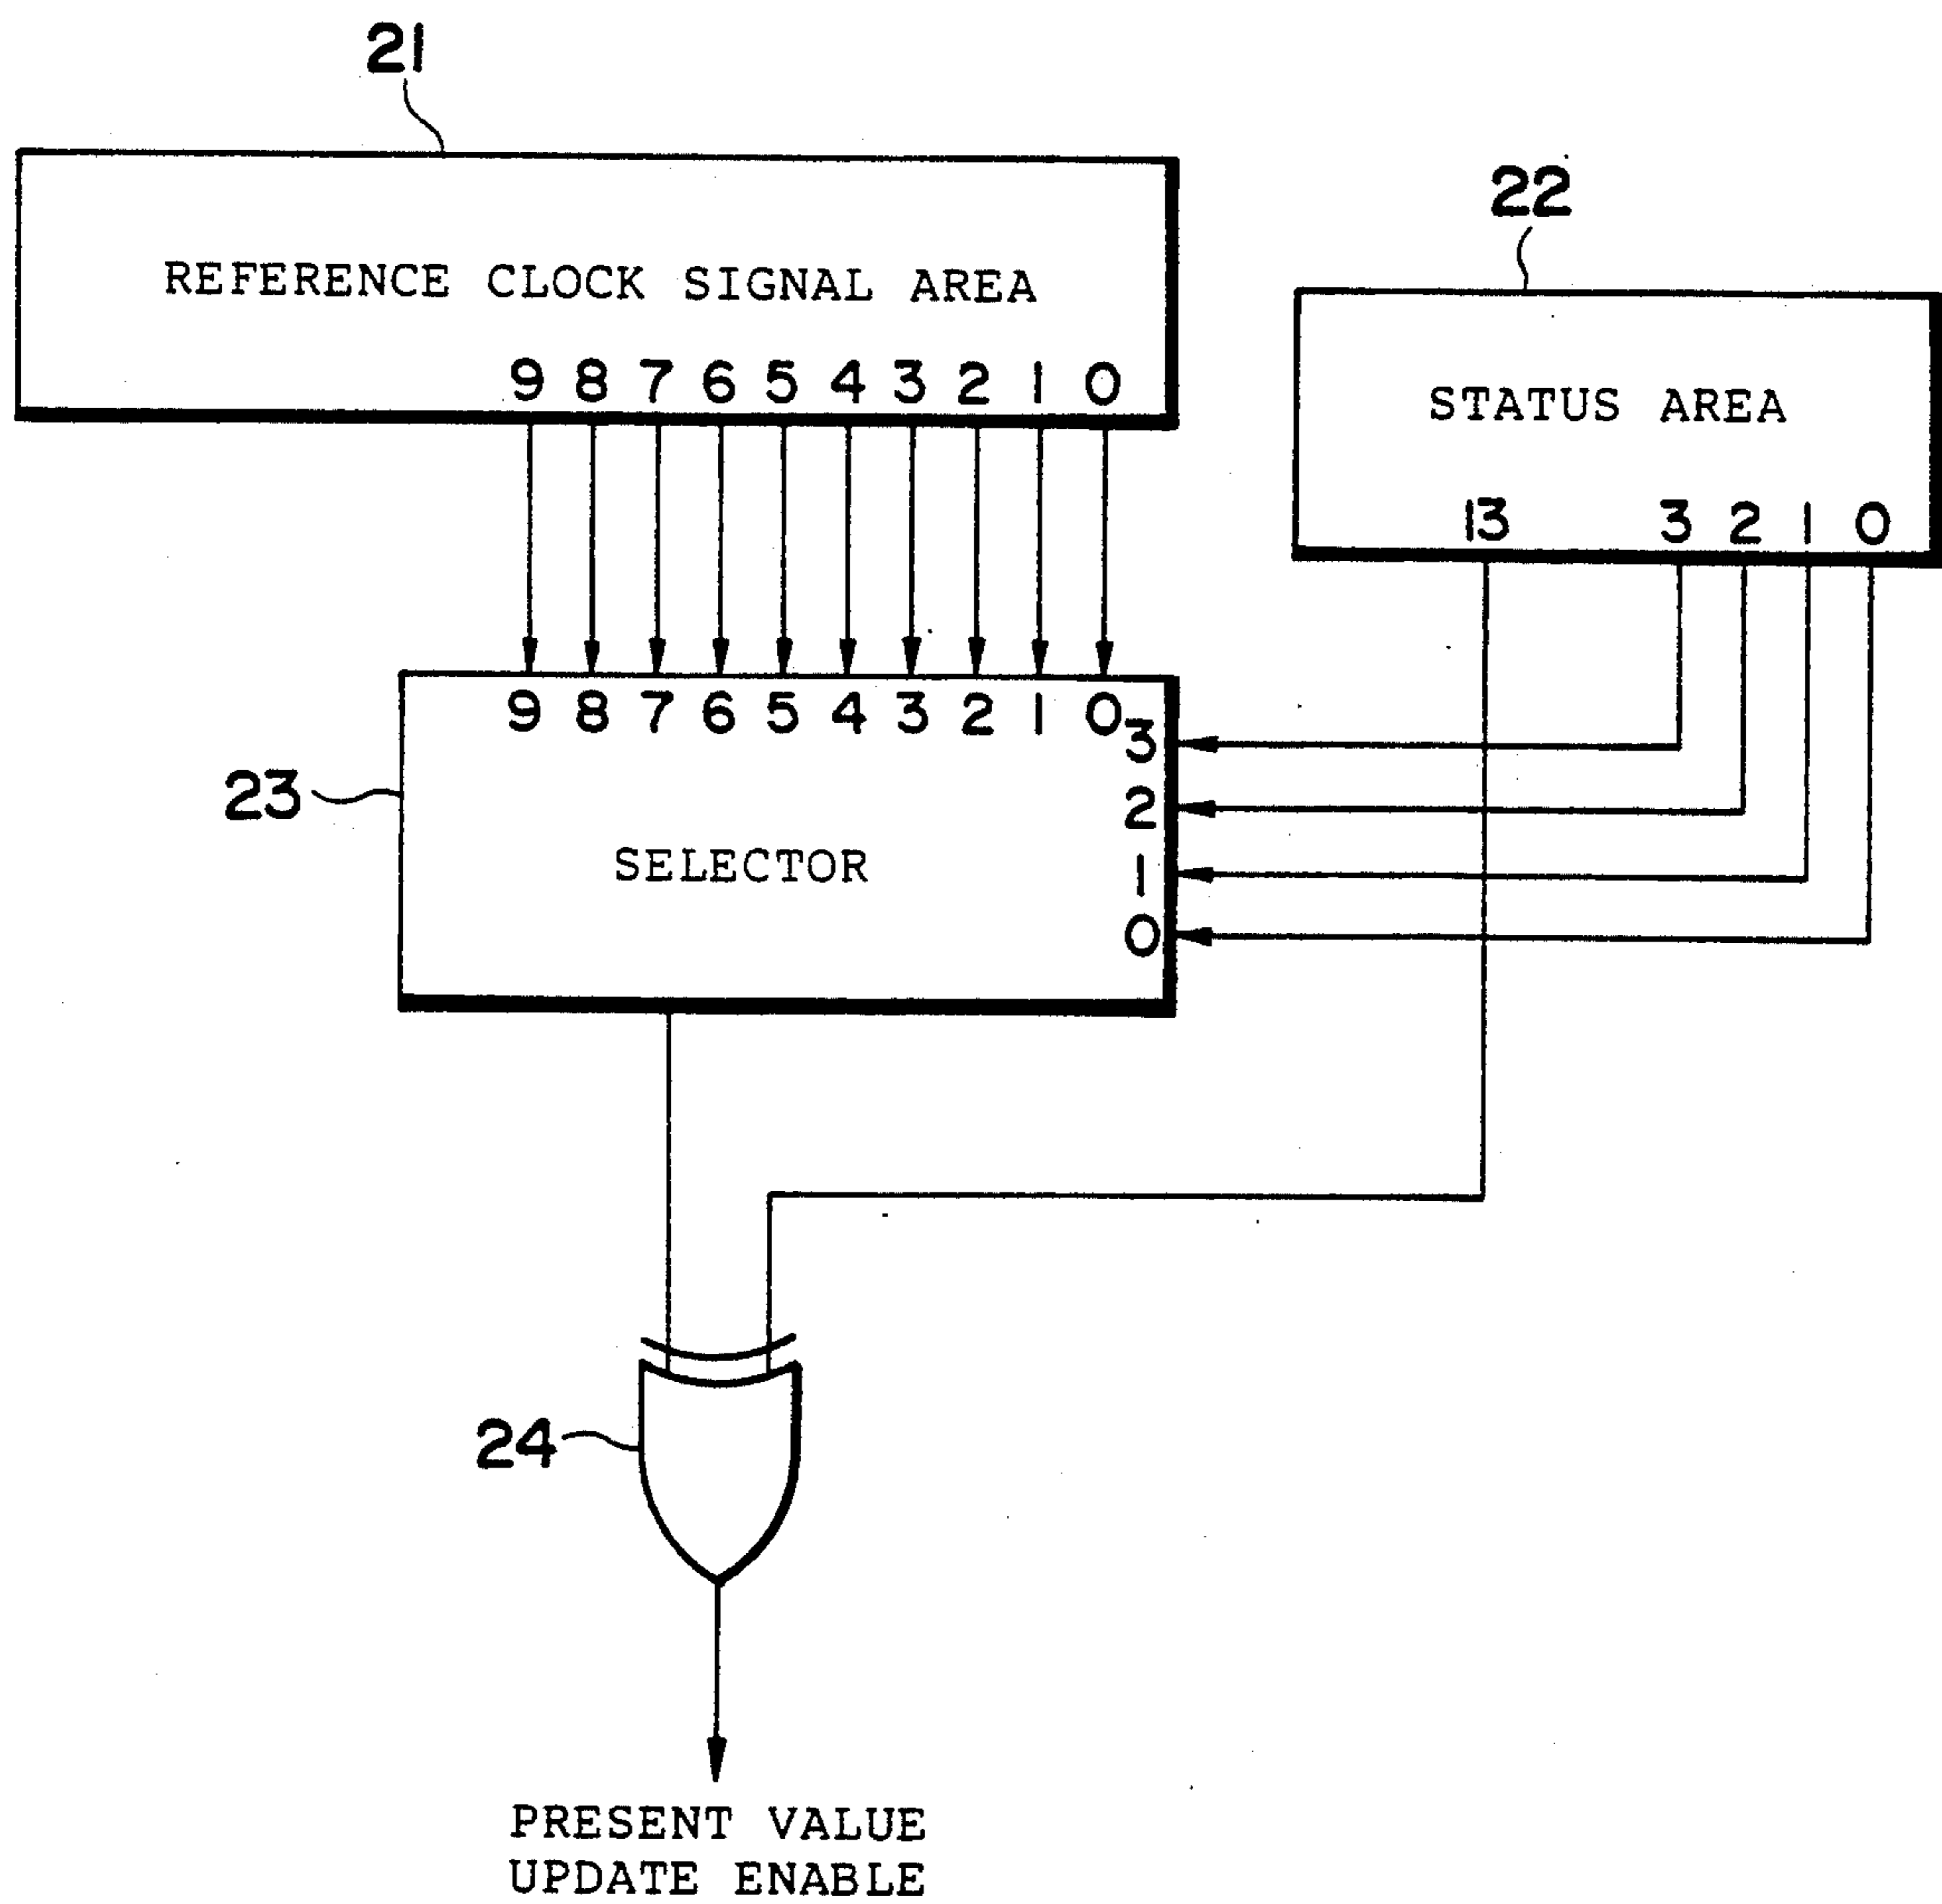 21
22
REFERENCE CLOCK SIGNAL AREA
9 8 7 6 5 4 3 2 1 0
STATUS AREA
13 3 2 1 0
9 8 7 6 5 4 3 2 1 0
3
2
1
0
23
SELECTOR
24
PRESENT VALUE
UPDATE ENABLE